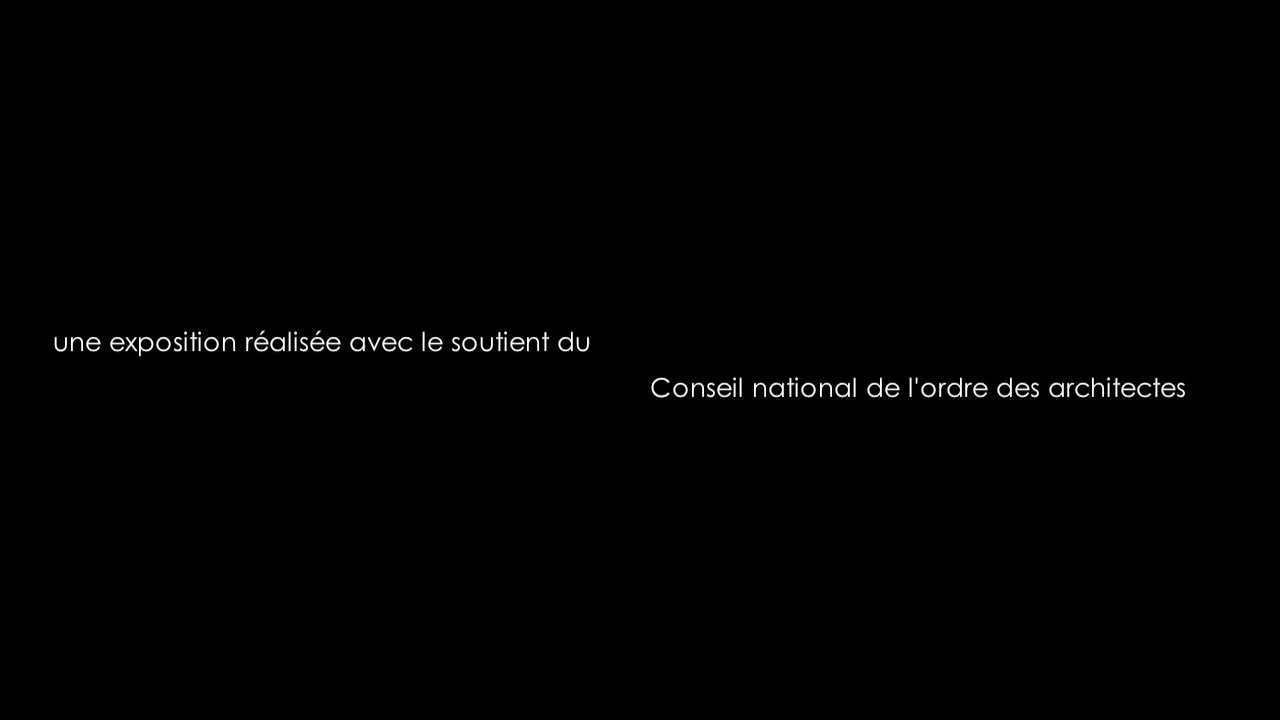 une exposition réalisée avec le soutient du
Conseil national de l'ordre des architectes